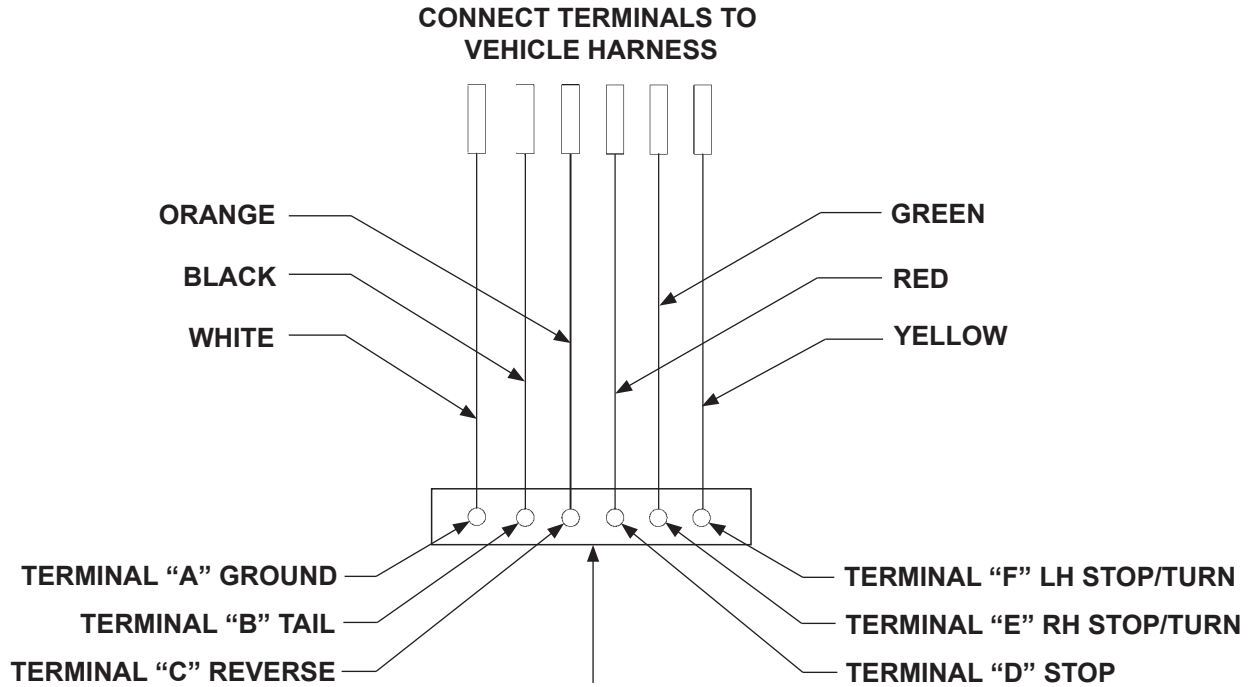 CONNECT TERMINALS TO
VEHICLE HARNESS
ORANGE
BLACK
WHITE
GREEN
RED
YELLOW
TERMINAL “A” GROUND
TERMINAL “B” TAIL
TERMINAL “C” REVERSE
TERMINAL “F” LH STOP/TURN
TERMINAL “E” RH STOP/TURN
TERMINAL “D” STOP